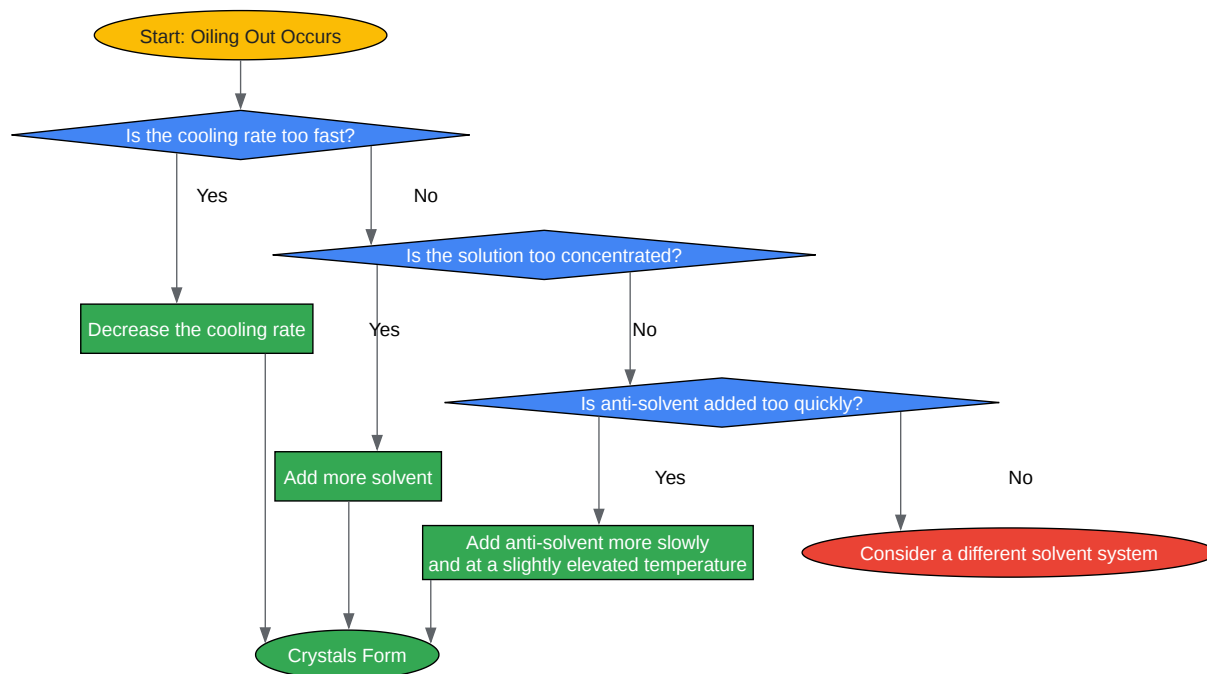 Start: Oiling Out Occurs
Is the cooling rate too fast?
Yes
No
Is the solution too concentrated?
Decrease the cooling rate
Yes
No
Is anti-solvent added too quickly?
Add more solvent
Yes
No
Add anti-solvent more slowly
and at a slightly elevated temperature
Consider a different solvent system
Crystals Form